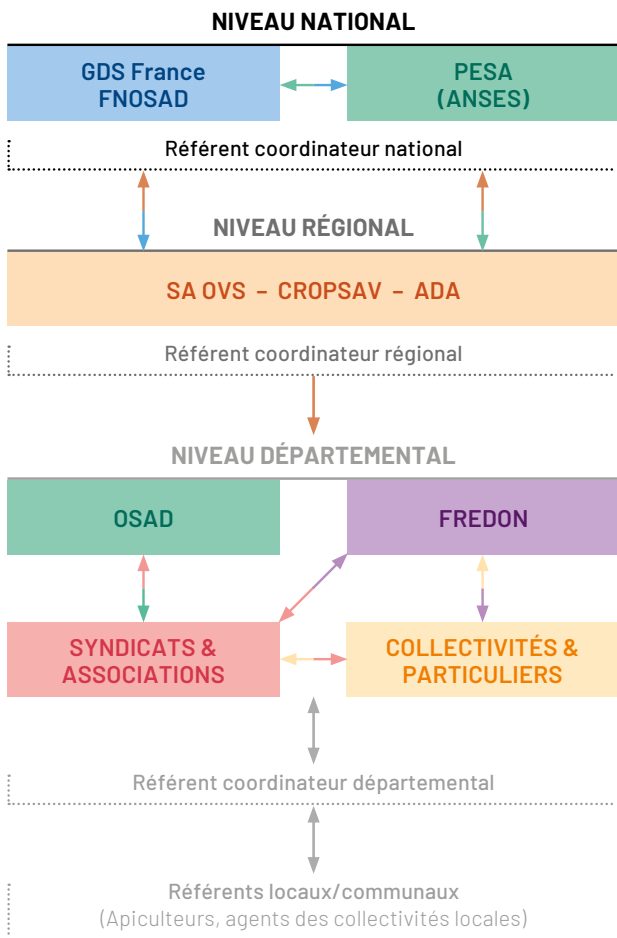 NIVEAU NATIONAL
GDS France
FNOSAD
PESA
(ANSES)
Référent coordinateur national
NIVEAU RÉGIONAL
SA OVS – CROPSAV – ADA
Référent coordinateur régional
NIVEAU DÉPARTEMENTAL
OSAD
FREDON
SYNDICATS &
ASSOCIATIONS
COLLECTIVITÉS &
PARTICULIERS
Référent coordinateur départemental
Référents locaux/communaux
(Apiculteurs, agents des collectivités locales)